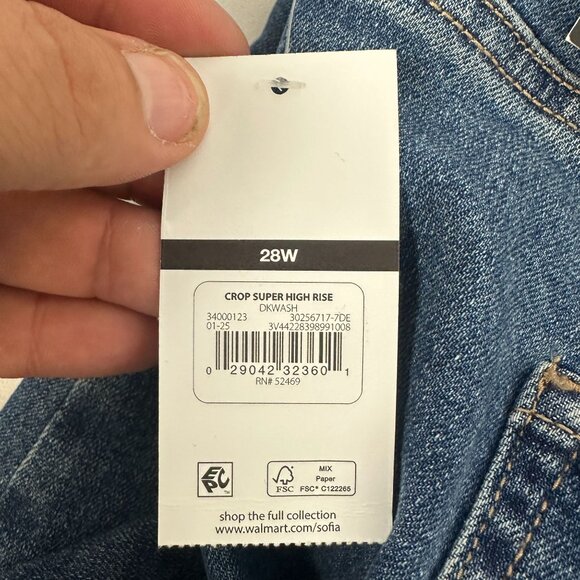 28W
CROP SUPER HIGH RISE
DKWASH
34000123 30256717-7DE
01-25 3V44228398991008
0 29042 32360 1
RN# 52469
EPC™
MIX
Paper
FSC FSC® C122265
shop the full collection
www.walmart.com/sofia